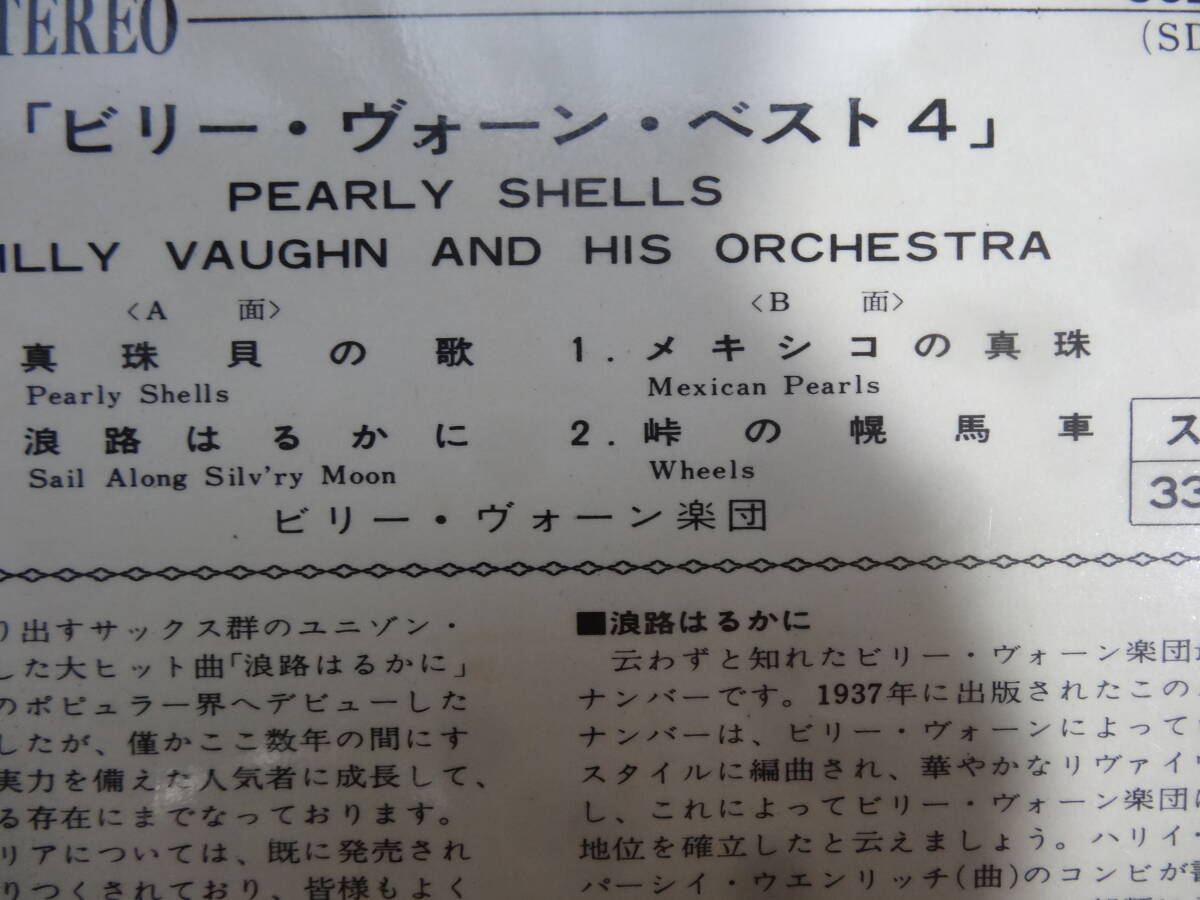 STEREO
(SD
「ビリー・ヴォーン・ベスト4」
PEARLY SHELLS
ILLY VAUGHN AND HIS ORCHESTRA
〈A 面〉
真珠貝の歌
Pearly Shells
浪路はるかに
Sail Along Silv'ry Moon
〈B 面〉
1. メキシコの真珠
Mexican Pearls
2. 峠の幌馬車
Wheels
ス
33
ビリー・ヴォーン楽団
り出すサックス群のユニゾン・
した大ヒット曲「浪路はるかに」
のポピュラー界へデビューした
したが、僅かここ数年の間にす
実力を備えた人気者に成長して、
る存在にまでなっております。
リアについては、既に発売され
りつくされており、皆様もよく
■浪路はるかに
云わずと知れたビリー・ヴォーン楽団
ナンバーです。1937年に出版されたこの
ナンバーは、ビリー・ヴォーンによって
スタイルに編曲され、華やかなリヴァイ
し、これによってビリー・ヴォーン楽団は
地位を確立したと云えましょう。ハリイ・
パーシイ・ウエンリッチ(曲)のコンビが書